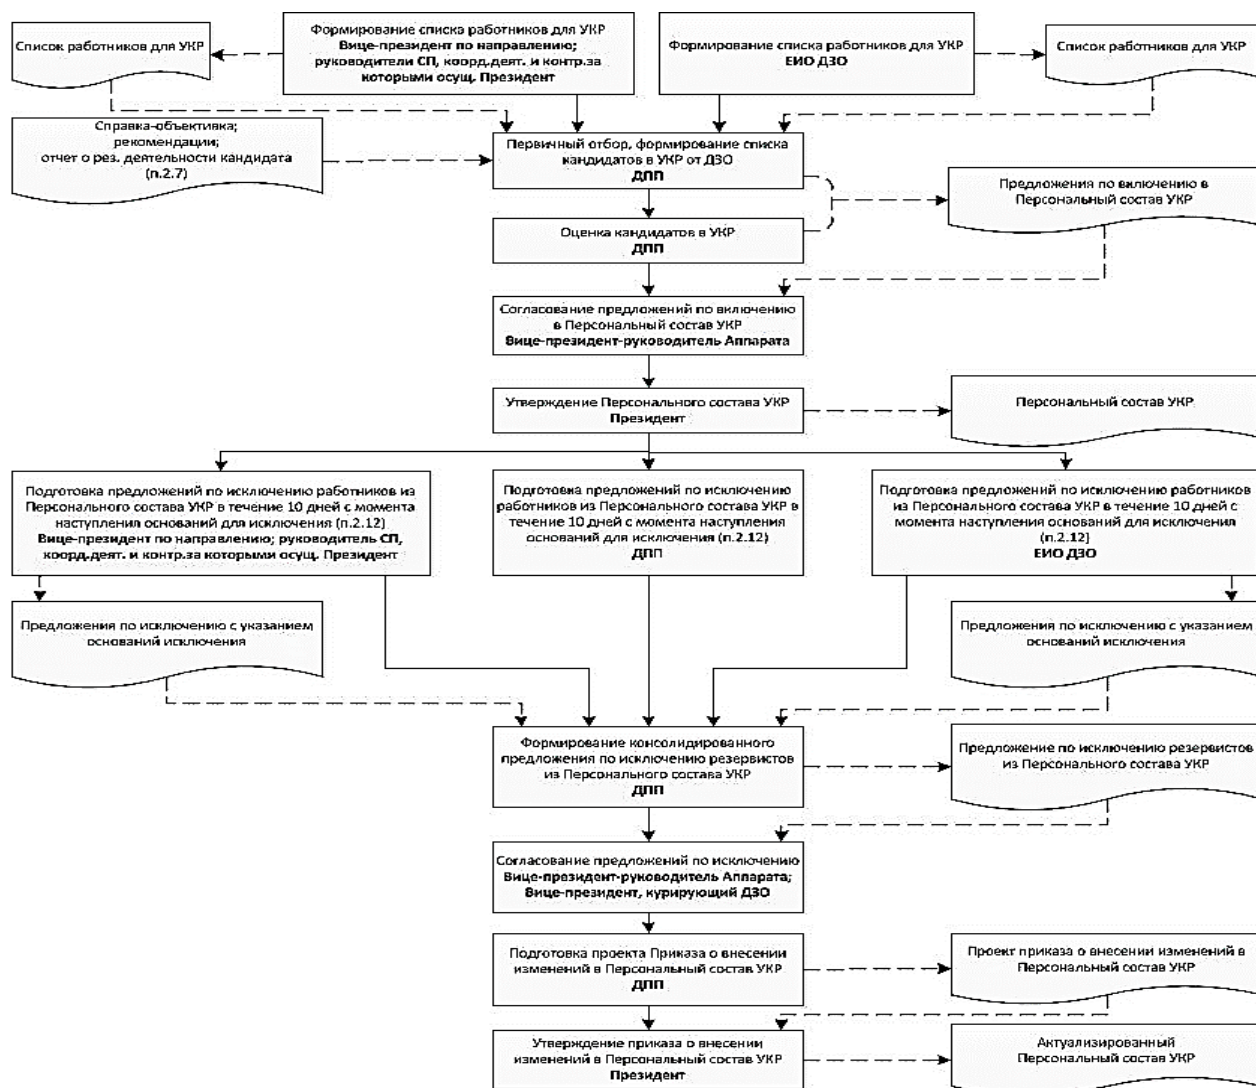 Список работников для УКР
Формирование списка работников для УКР
Вице-президент по направлению;
руководители СП, коорд.деят. и контр.за
которыми осущ. Президент
Формирование списка работников для УКР
ЕИО ДЗО
Список работников для УКР
Справка-объективка;
рекомендации;
отчет о рез. деятельности кандидата
(п.2.7)
Первичный отбор, формирование списка
кандидатов в УКР от ДЗО
ДПП
Предложения по включению в
Персональный состав УКР
Оценка кандидатов в УКР
ДПП
Согласование предложений по включению
в Персональный состав УКР
Вице-президент-руководитель Аппарата
Утверждение Персонального состава УКР
Президент
Персональный состав УКР
Подготовка предложений по исключению работников из
Персонального состава УКР в течение 10 дней с момента
наступления оснований для исключения (п.2.12)
Вице-президент по направлению; руководитель СП,
коорд.деят. и контр.за которыми осущ. Президент
Подготовка предложений по исключению
работников из Персонального состава УКР в
течение 10 дней с момента наступления
оснований для исключения (п.2.12)
ДПП
Подготовка предложений по исключению работников
из Персонального состава УКР в течение 10 дней с
момента наступления оснований для исключения
(п.2.12)
ЕИО ДЗО
Предложения по исключению с указанием
оснований исключения
Предложения по исключению с указанием
оснований исключения
Формирование консолидированного
предложения по исключению резервистов
из Персонального состава УКР
ДПП
Предложение по исключению резервистов
из Персонального состава УКР
Согласование предложений по исключению
Вице-президент-руководитель Аппарата;
Вице-президент, курирующий ДЗО
Подготовка проекта Приказа о внесении
изменений в Персональный состав УКР
ДПП
Проект приказа о внесении изменений в
Персональный состав УКР
Утверждение приказа о внесении
изменений в Персональный состав УКР
Президент
Актуализированный
Персональный состав УКР